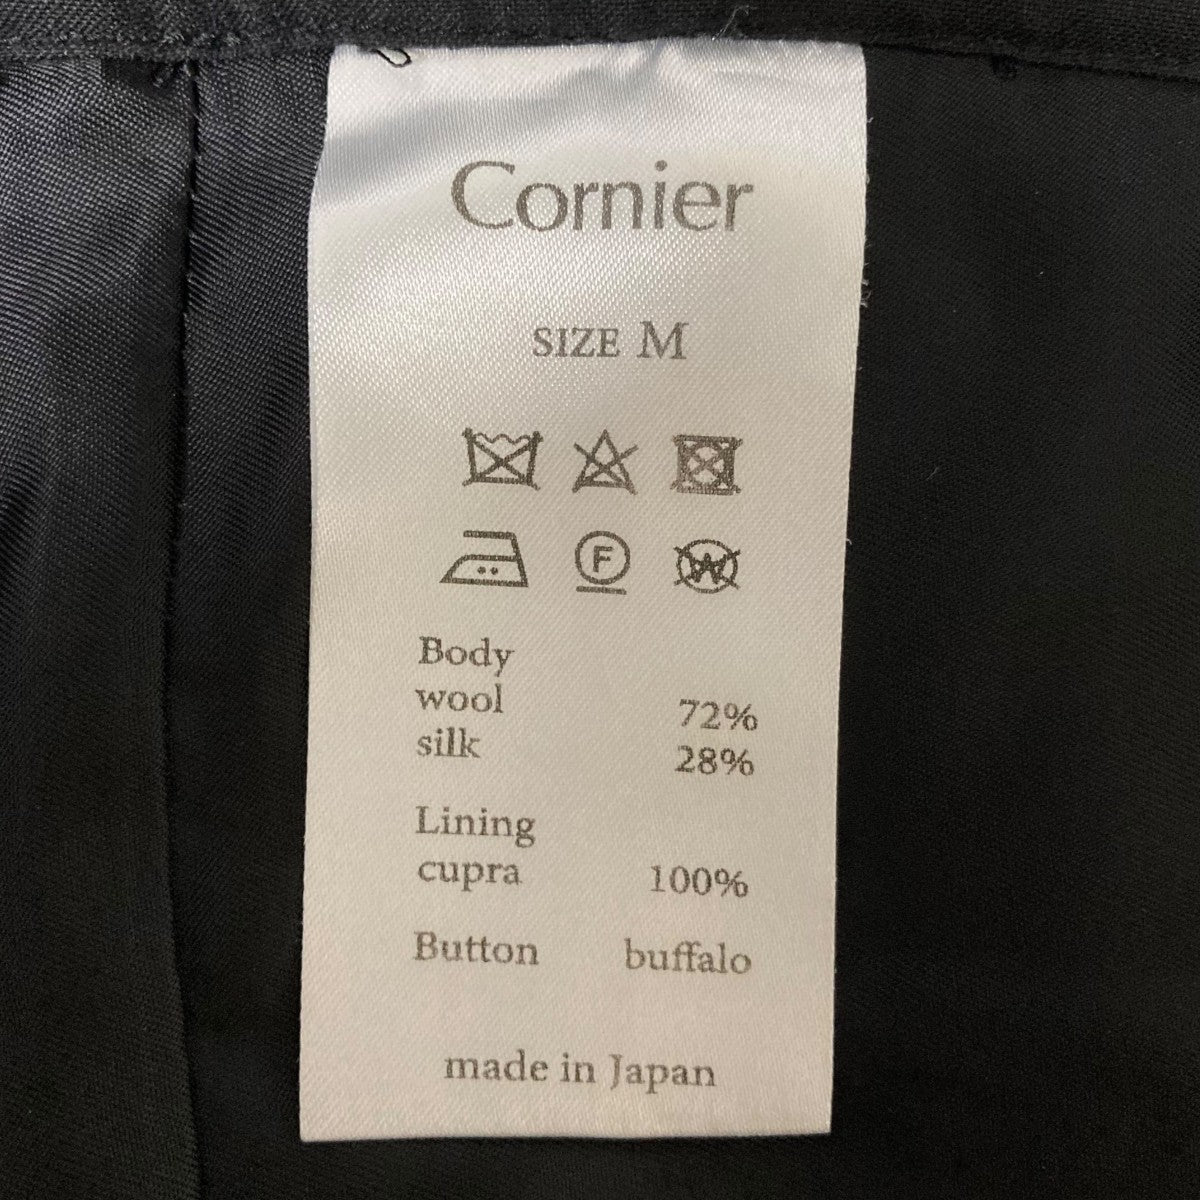 Cornier
SIZE M
F
W
Body
wool 72%
silk 28%
Lining
cupra 100%
Button buffalo
made in Japan